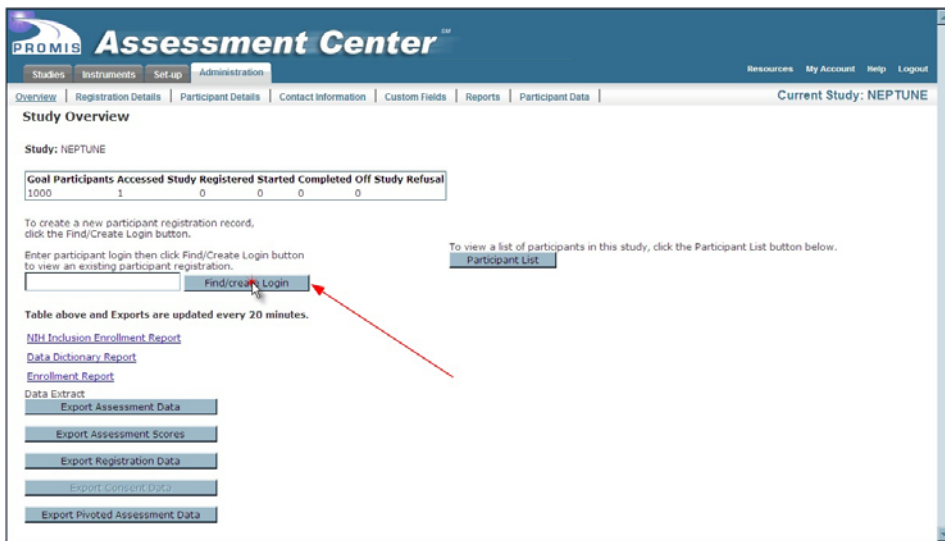 PROMIS Assessment Center SM
Studies Instruments Set-up Administration
Resources My Account Help Logout
Overview | Registration Details | Participant Details | Contact Information | Custom Fields | Reports | Participant Data |
Current Study: NEPTUNE
Study Overview
Study: NEPTUNE
Goal Participants Accessed Study Registered Started Completed Off Study Refusal
1000 1 0 0 0 0
To create a new participant registration record,
click the Find/Create Login button.
Enter participant login then click Find/Create Login button
to view an existing participant registration.
Find/create Login
To view a list of participants in this study, click the Participant List button below.
Participant List
Table above and Exports are updated every 20 minutes.
NIH Inclusion Enrollment Report
Data Dictionary Report
Enrollment Report
Data Extract
Export Assessment Data
Export Assessment Scores
Export Registration Data
Export Consent Data
Export Pivoted Assessment Data